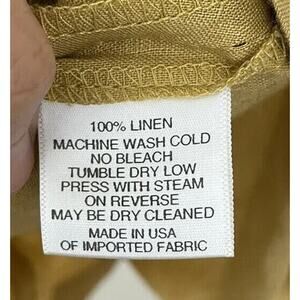 100% LINEN
MACHINE WASH COLD
NO BLEACH
TUMBLE DRY LOW
PRESS WITH STEAM
ON REVERSE
MAY BE DRY CLEANED
MADE IN USA
OF IMPORTED FABRIC